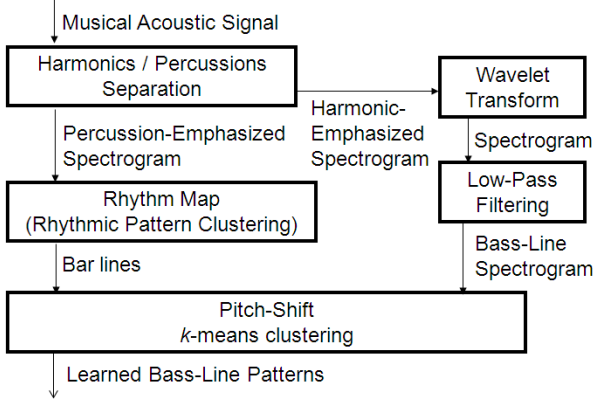 Musical Acoustic Signal
Harmonics / Percussions
Separation
Wavelet
Transform
Harmonic-
Emphasized
Spectrogram
Percussion-Emphasized
Spectrogram
Spectrogram
Rhythm Map
(Rhythmic Pattern Clustering)
Low-Pass
Filtering
Bar lines
Bass-Line
Spectrogram
Pitch-Shift
k-means clustering
Learned Bass-Line Patterns